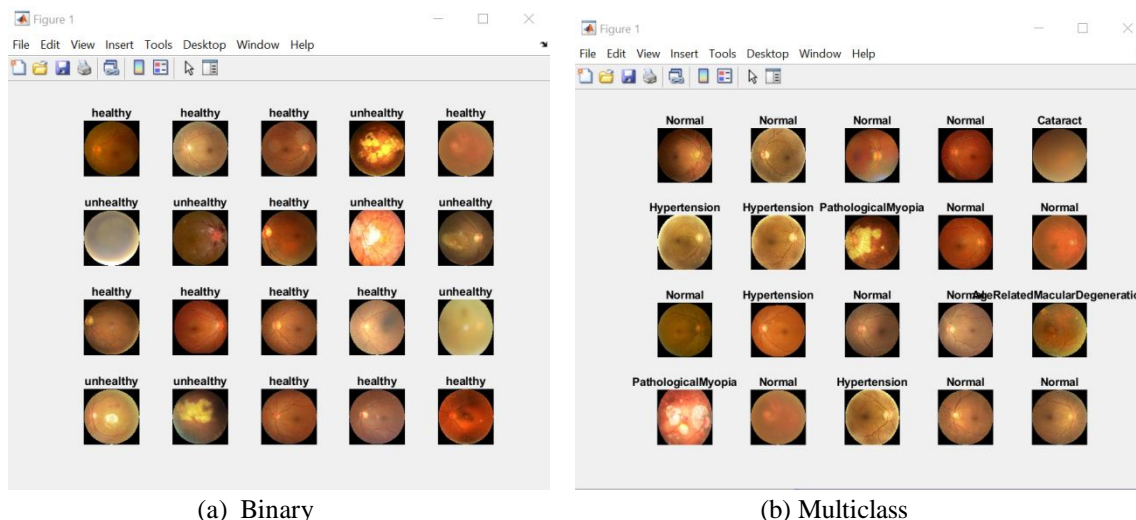 Figure 1
File Edit View Insert Tools Desktop Window Help
healthy healthy healthy unhealthy healthy
unhealthy unhealthy healthy unhealthy unhealthy
healthy healthy healthy healthy unhealthy
unhealthy unhealthy healthy healthy healthy
(a) Binary
Figure 1
File Edit View Insert Tools Desktop Window Help
Normal Normal Normal Normal Cataract
Hypertension Hypertension PathologicalMyopia Normal Normal
Normal Hypertension Normal
PathologicalMyopia Normal Hypertension Normal Normal
(b) Multiclass